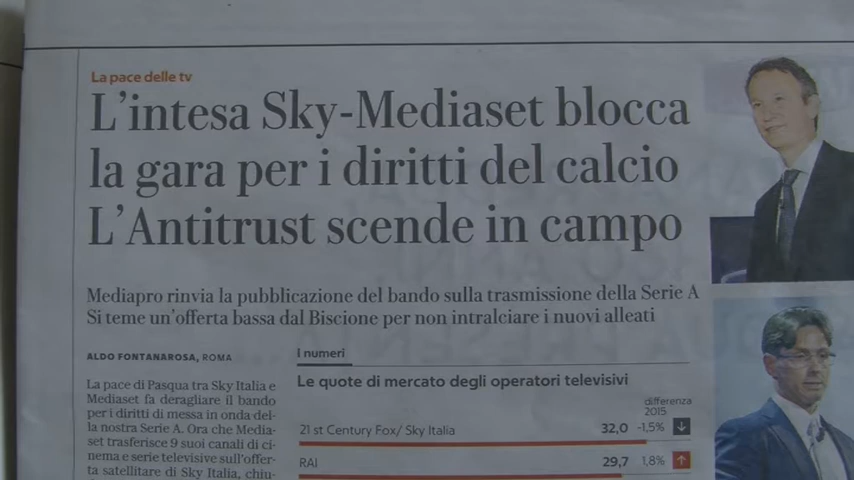 La pace delle tv
L'intesa Sky-Mediaset blocca
la gara per i diritti del calcio
L'Antitrust scende in campo
Mediapro rinvia la pubblicazione del bando sulla trasmissione della Serie A
Si teme un'offerta bassa dal Biscione per non intralciare i nuovi alleati
ALDO FONTANAROSA, ROMA
La pace di Pasqua tra Sky Italia e
Mediaset fa deragliare il bando
per i diritti di messa in onda del-
la nostra Serie A. Ora che Media-
set trasferisce 9 suoi canali di ci-
nema e serie televisive sull'offer-
ta satellitare di Sky Italia, chiu-
I numeri
Le quote di mercato degli operatori televisivi
differenza
2015
21 st Century Fox/ Sky Italia 32,0 -1,5%
RAI 29,7 1,8%